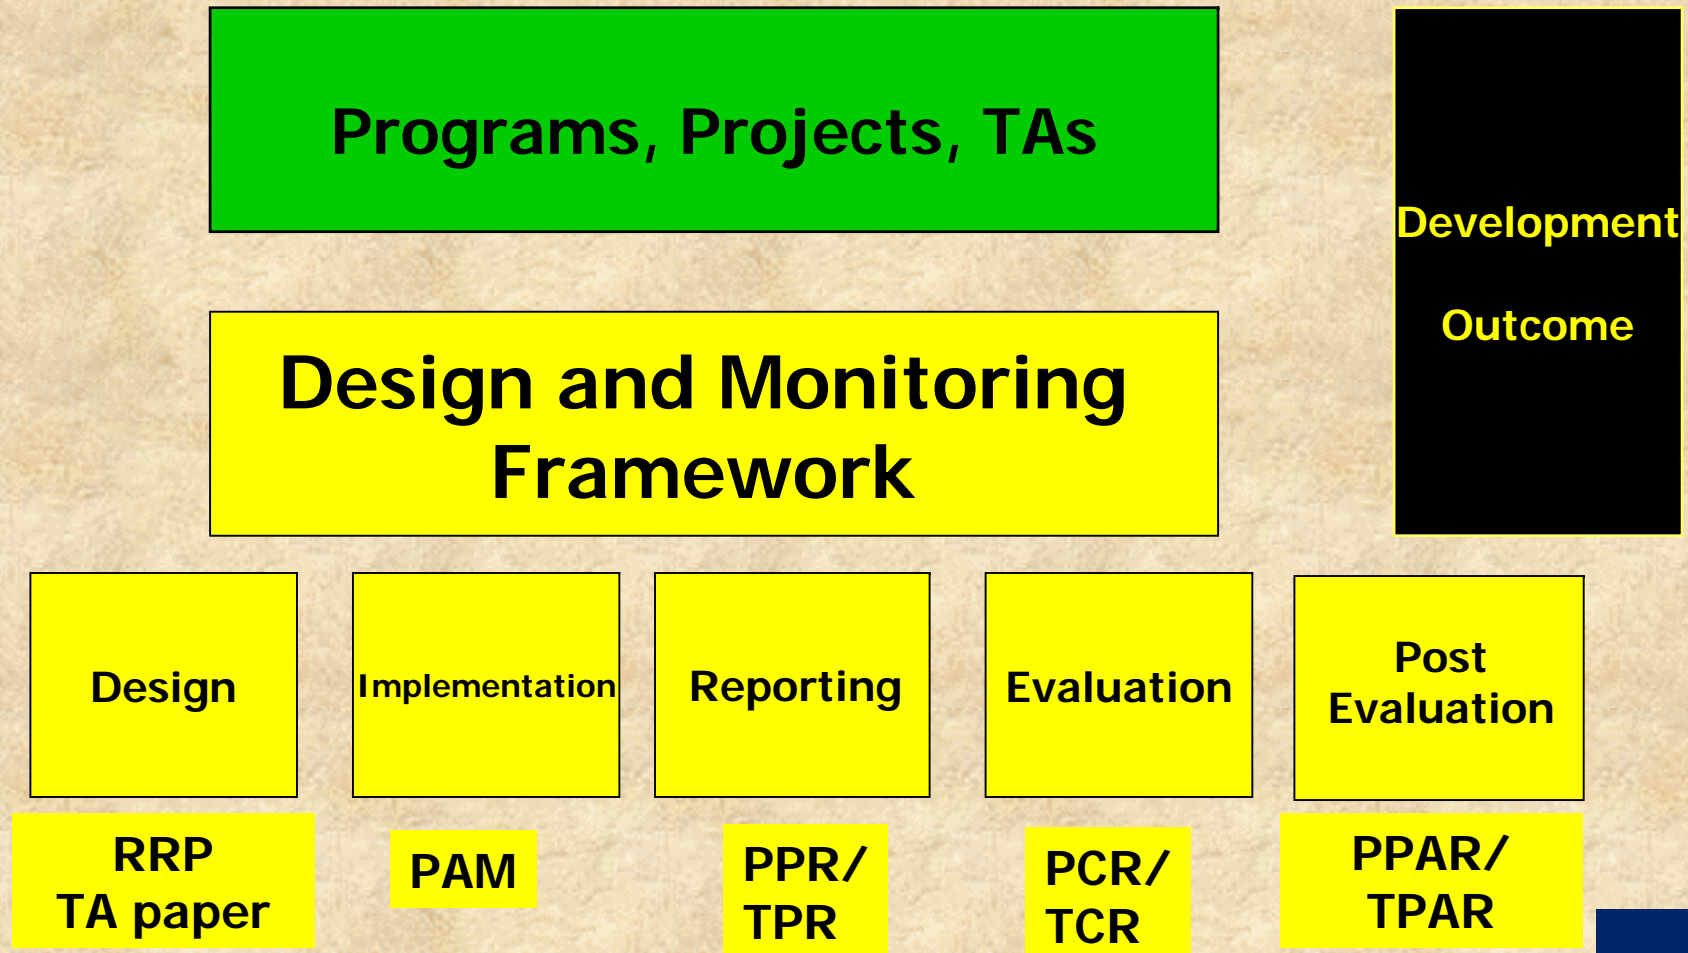 Programs, Projects, TAs
Development
Outcome
Design and Monitoring
Framework
Design
Implementation
Reporting
Evaluation
Post
Evaluation
RRP
TA paper
PAM
PPR/
TPR
PCR/
TCR
PPAR/
TPAR